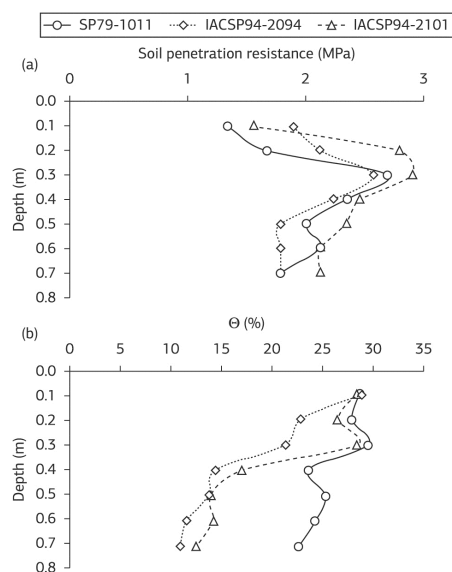 SP79-1011 IACSP94-2094 IACSP94-2101
Soil penetration resistance (MPa)
(a)
0 1 2 3
0.0
0.1
0.2
0.3
0.4
0.5
0.6
0.7
0.8
Depth (m)
Θ (%)
(b)
0 5 10 15 20 25 30 35
0.0
0.1
0.2
0.3
0.4
0.5
0.6
0.7
0.8
Depth (m)